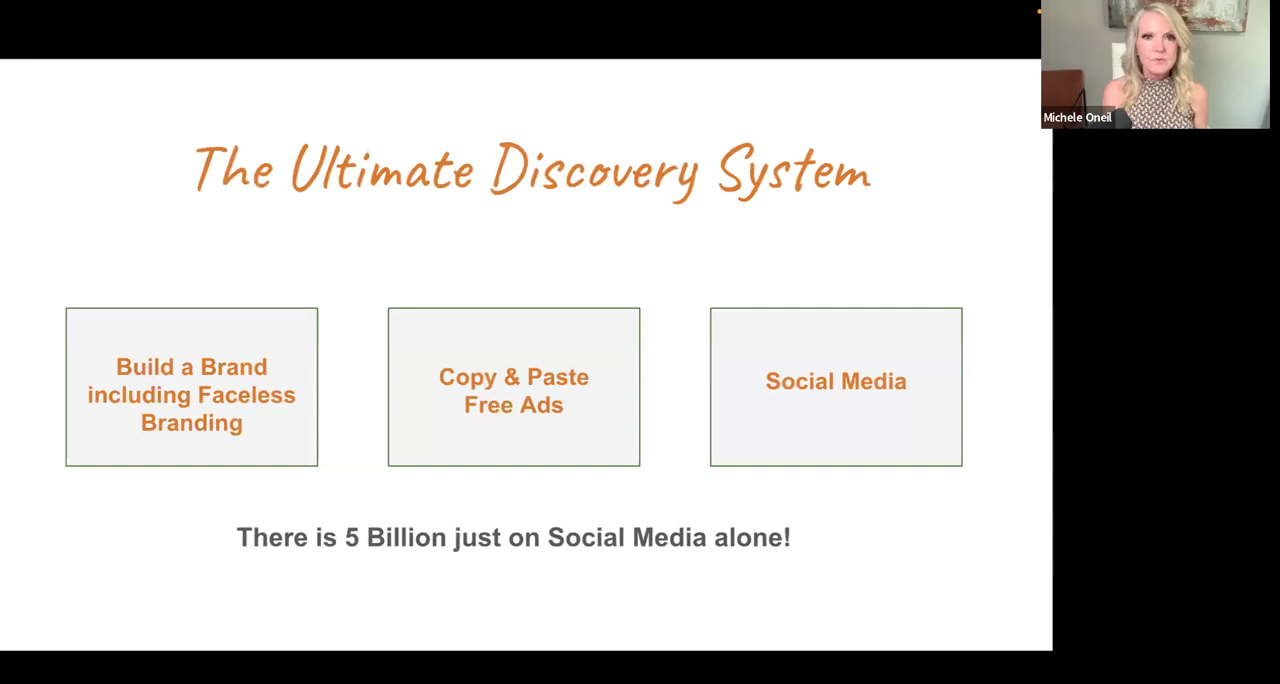 The Ultimate Discovery System
Michele Oneil
Build a Brand
including Faceless
Branding
Copy & Paste
Free Ads
Social Media
There is 5 Billion just on Social Media alone!